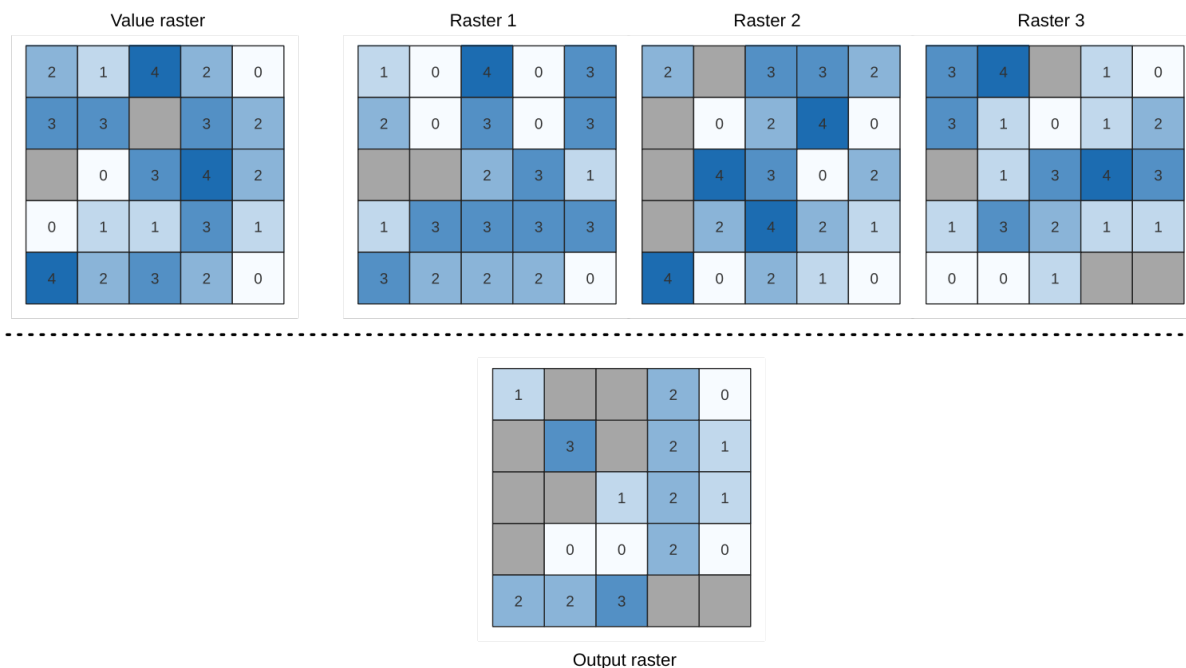 Value raster Raster 1 Raster 2 Raster 3
2 1 4 2 0 1 0 4 0 3 2 3 3 2 3 4 1 0
3 3 3 2 2 0 3 0 3 0 2 4 0 3 1 0 1 2
0 3 4 2 2 3 1 4 3 0 2 1 3 4 3
0 1 1 3 1 1 3 3 3 3 2 4 2 1 1 3 2 1 1
4 2 3 2 0 3 2 2 2 0 4 0 2 1 0 0 0 1
1 2 0
3 2 1
1 2 1
0 0 2 0
2 2 3
Output raster